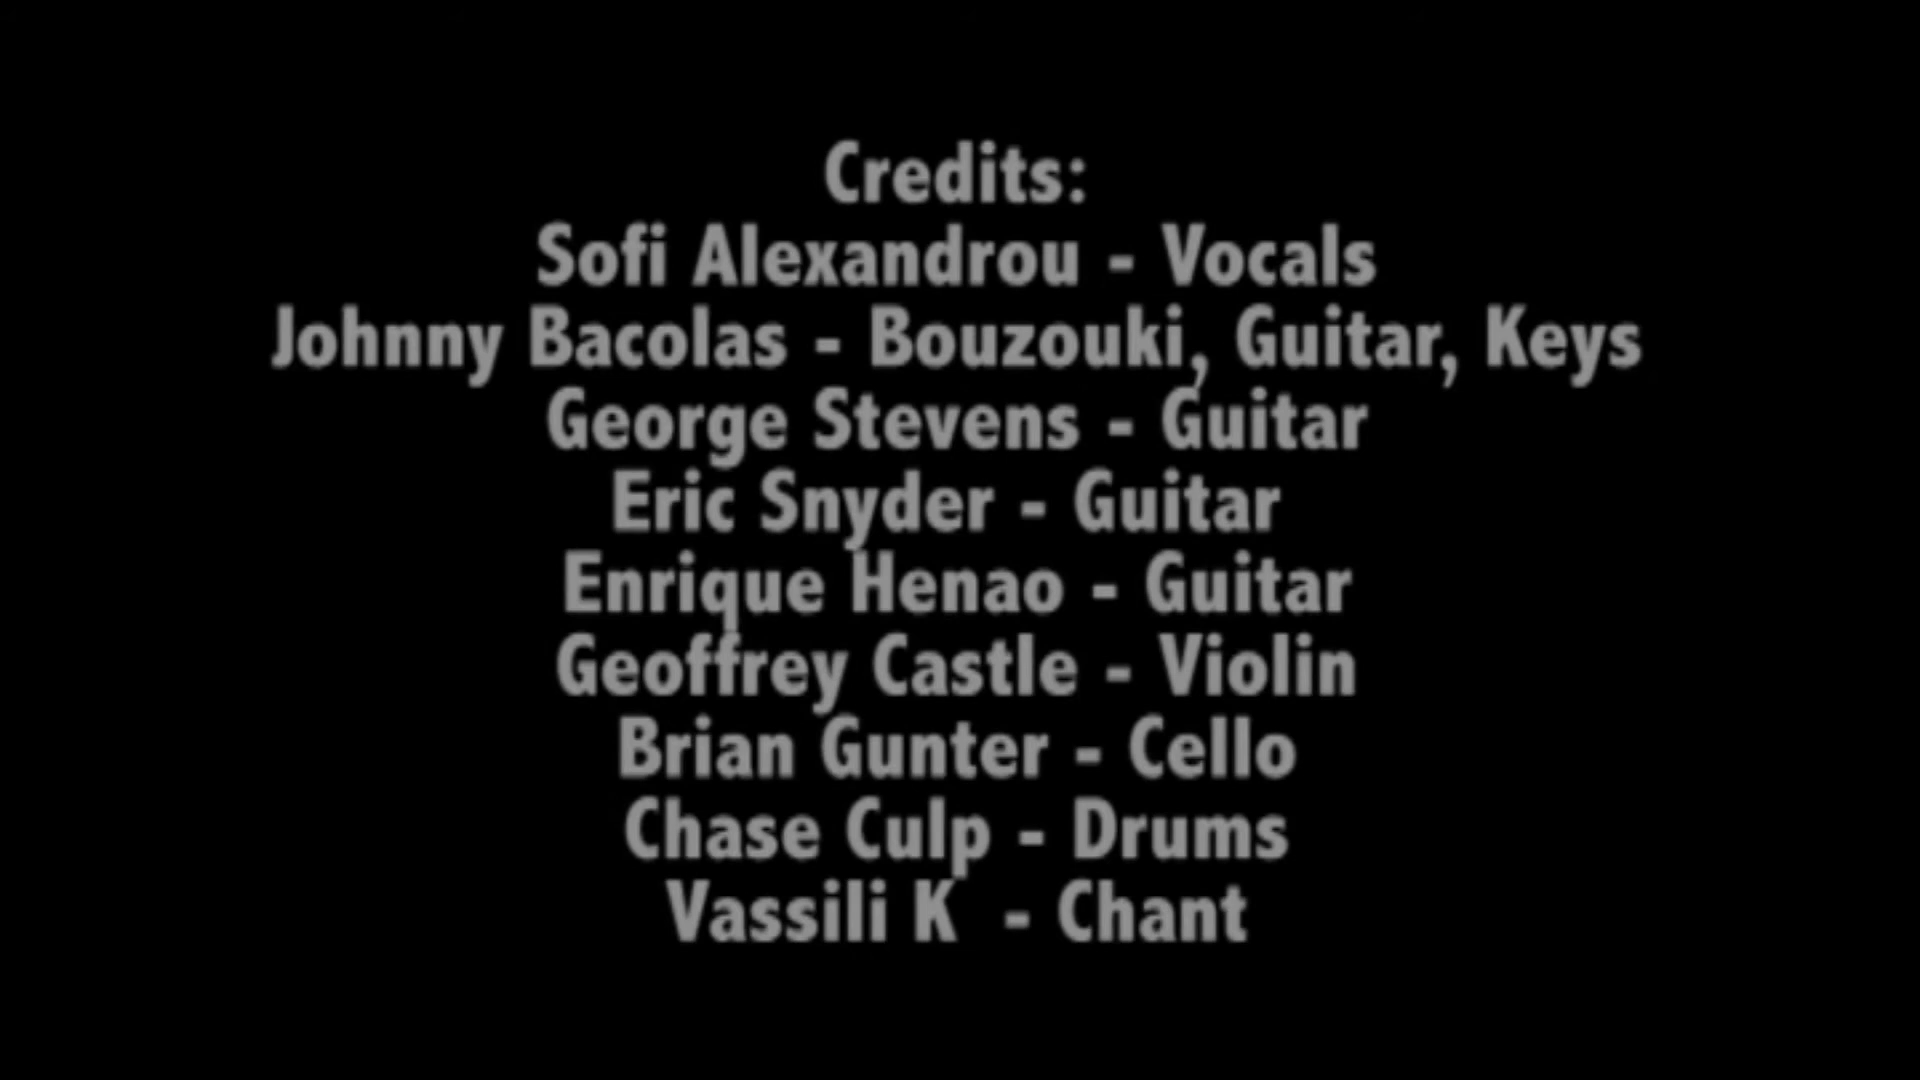 Credits:
Sofi Alexandrou - Vocals
Johnny Bacolas - Bouzouki, Guitar, Keys
George Stevens - Guitar
Eric Snyder - Guitar
Enrique Henao - Guitar
Geoffrey Castle - Violin
Brian Gunter - Cello
Chase Culp - Drums
Vassili K - Chant